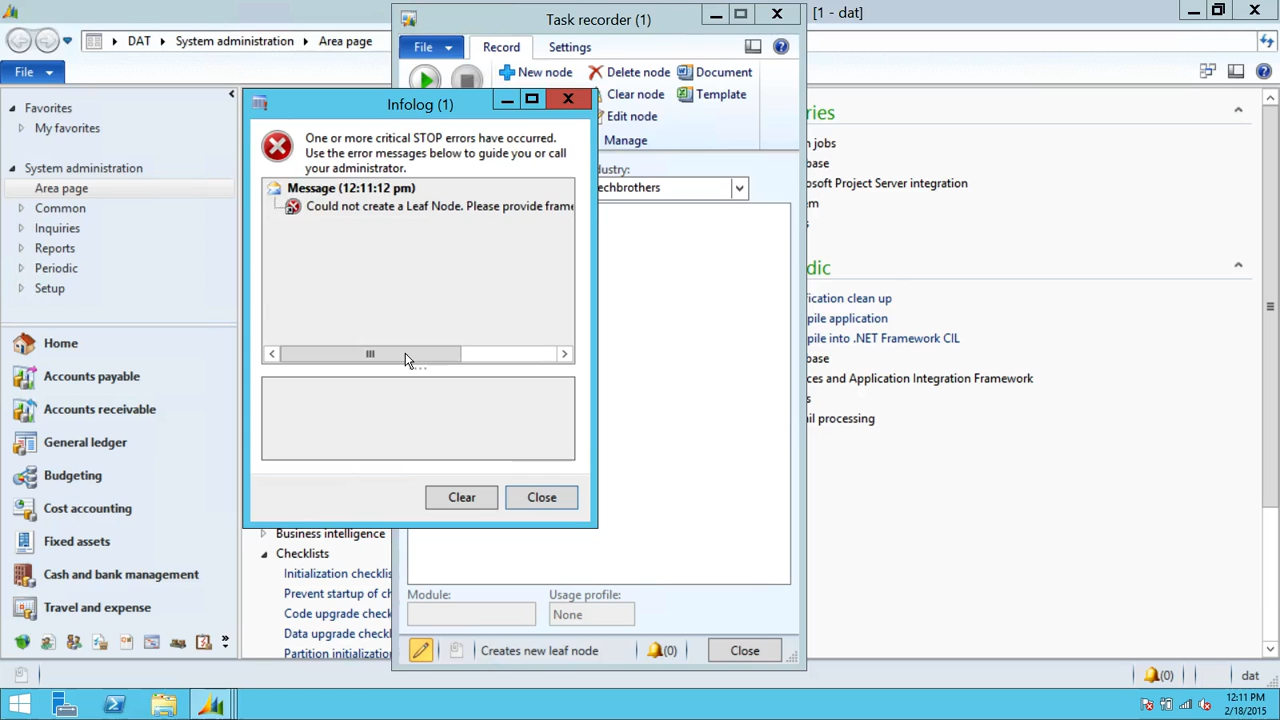 Task recorder (1)
[1 - dat]
DAT
System administration
Area page
File
File
Record
Settings
New node
Delete node
Document
Clear node
Template
Edit node
Manage
Favorites
My favorites
System administration
Area page
Common
Inquiries
Reports
Periodic
Setup
Home
Accounts payable
Accounts receivable
General ledger
Budgeting
Cost accounting
Fixed assets
Cash and bank management
Travel and expense
Infolog (1)
One or more critical STOP errors have occurred.
Use the error messages below to guide you or call
your administrator.
Message (12:11:12 pm)
Could not create a Leaf Node. Please provide frame
Clear
Close
dustry:
echbrothers
Business intelligence
Checklists
Initialization checklis
Prevent startup of ch
Code upgrade check
Data upgrade checkl
Partition initializatio
Module:
Usage profile:
None
Creates new leaf node
(0)
Close
ries
n jobs
base
osoft Project Server integration
m
s
dic
ification clean up
pile application
pile into .NET Framework CIL
base
ces and Application Integration Framework
s
il processing
(0)
dat
12:11 PM
2/18/2015